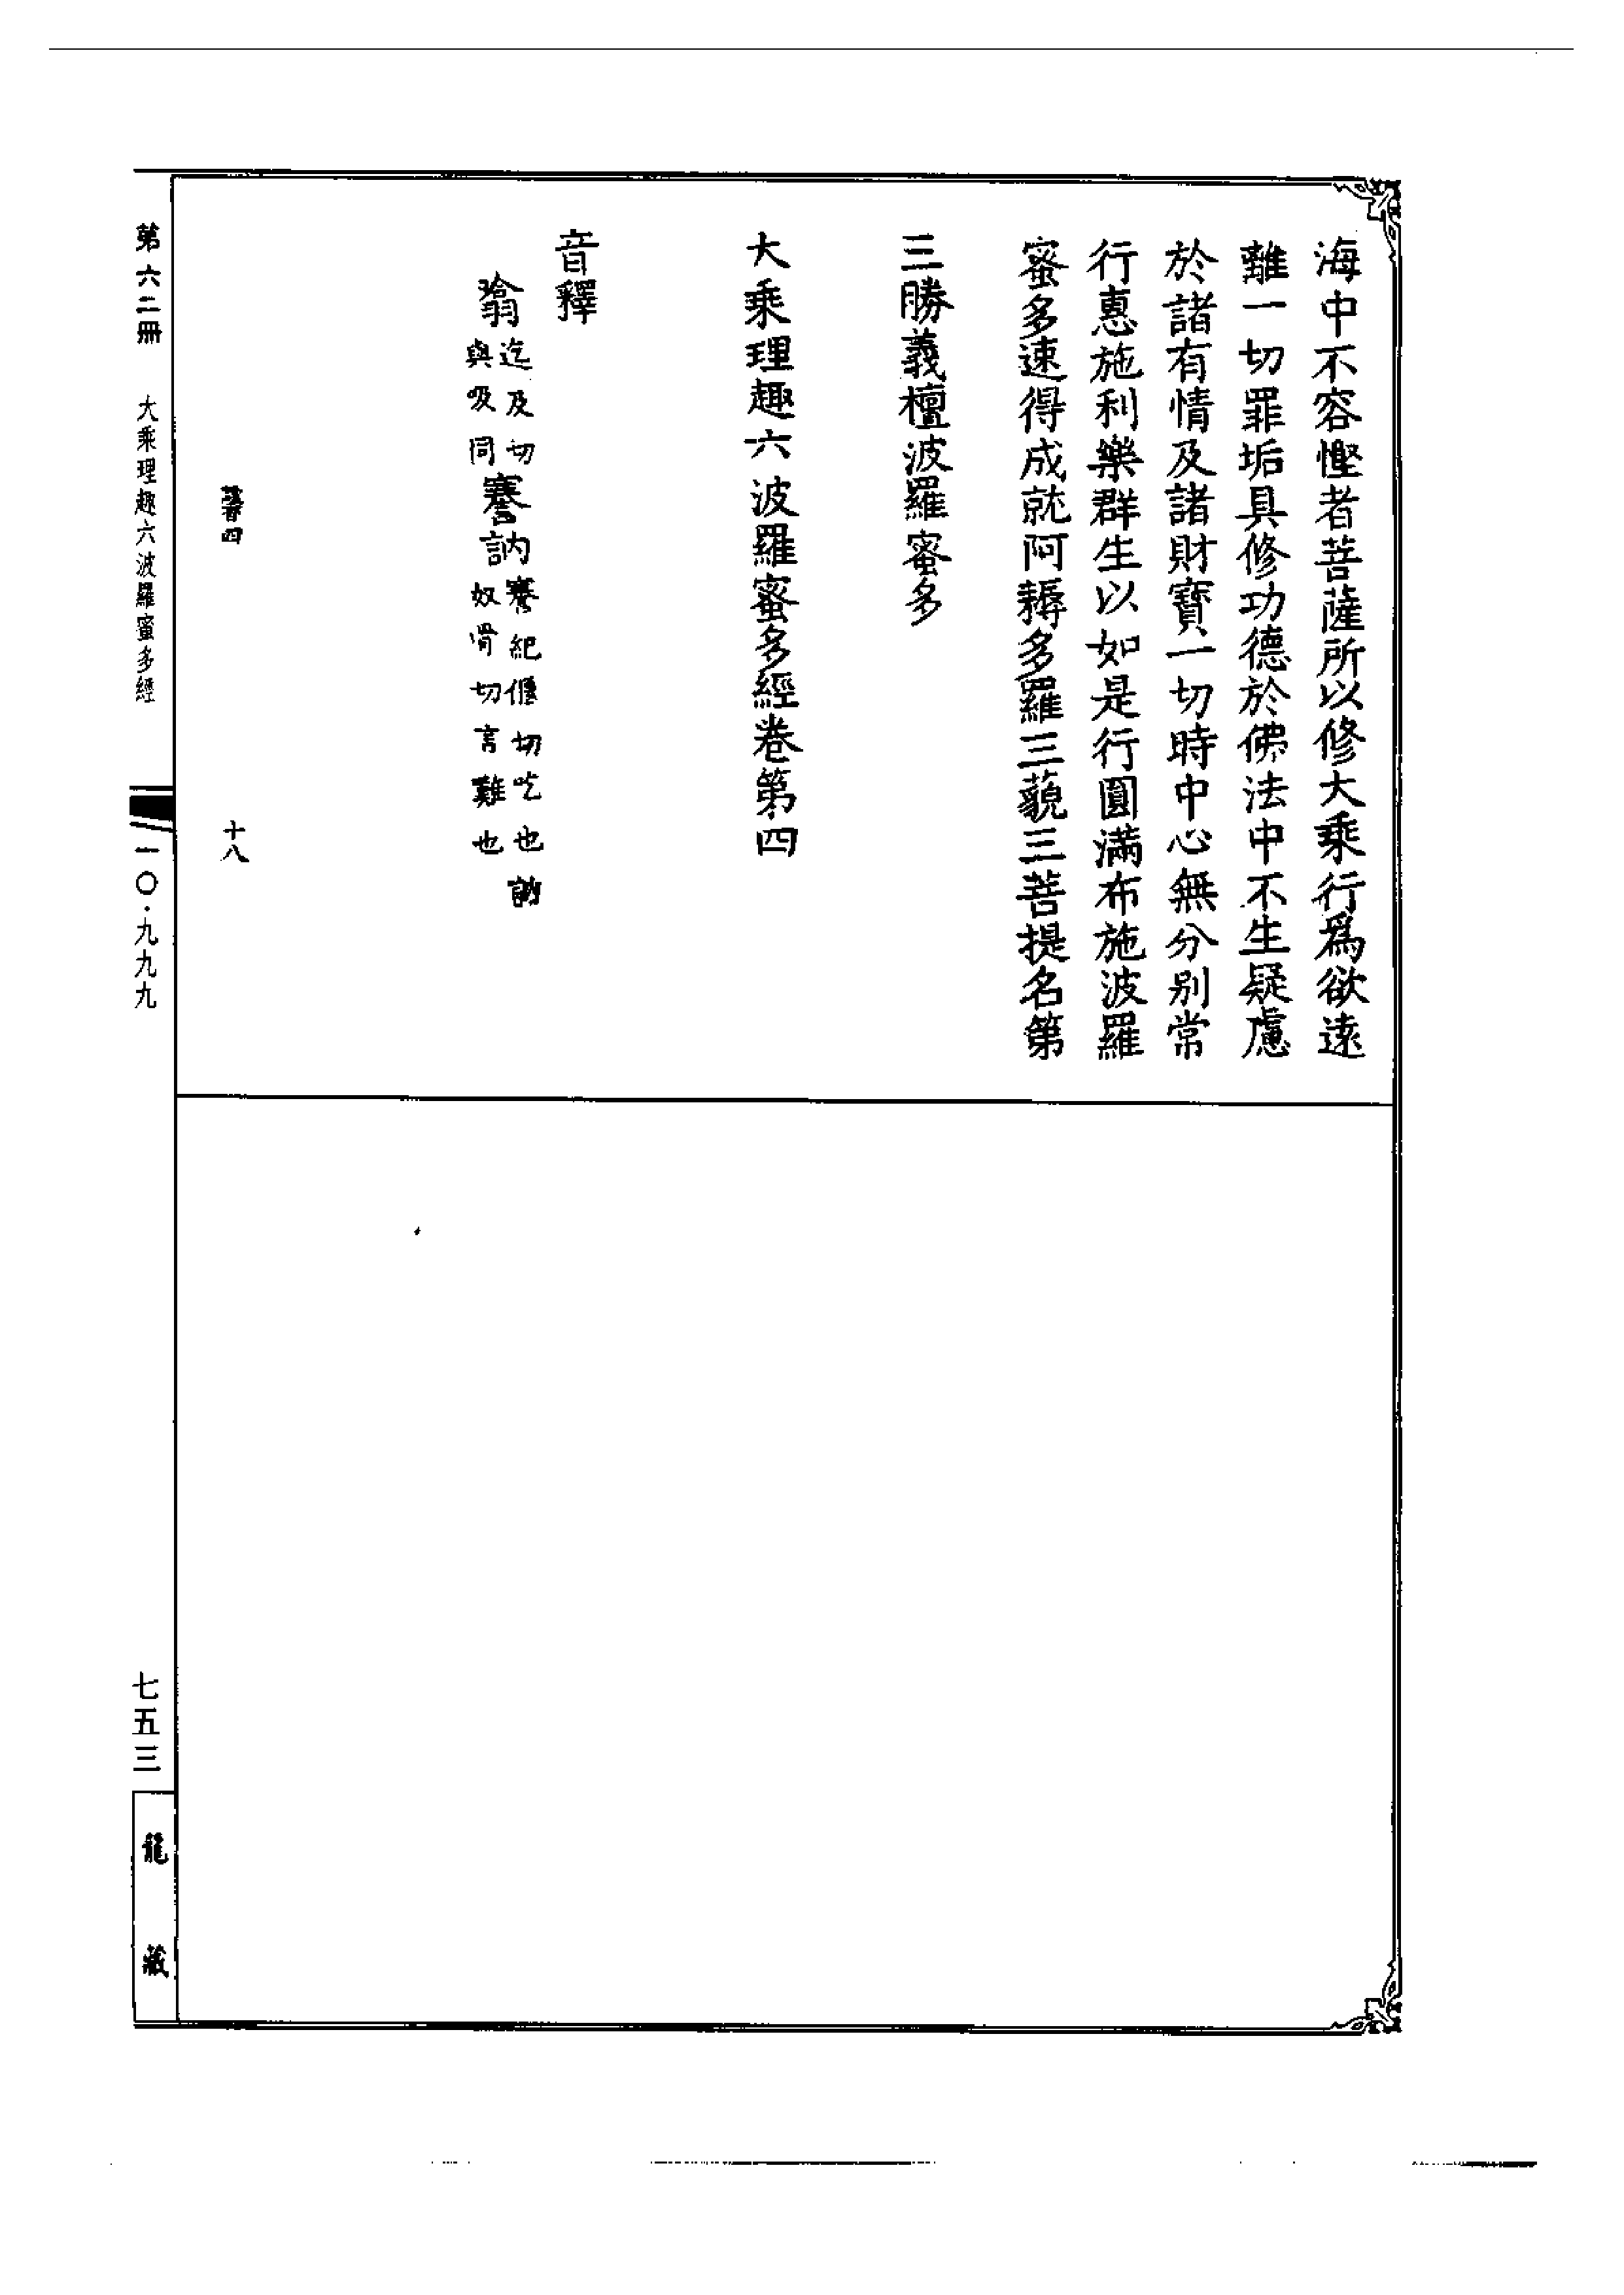 海中不容慳者菩薩所以修大乘行爲欲遠
離一切罪垢具修功德於佛法中不生疑慮
於諸有情及諸財寶一切時中心無分別常
行惠施利樂群生以如是行圓滿布施波羅
蜜多速得成就阿耨多羅三藐三菩提名第
三勝義檀波羅蜜多
大乘理趣六波羅蜜多經卷第四
音釋
翕迄及切與吸同謇訥謇紀偃切吃也訥奴骨切言難也
四 十八
第六二冊 大乘理趣六波羅蜜多經 一〇·九九九 七五三 龍藏